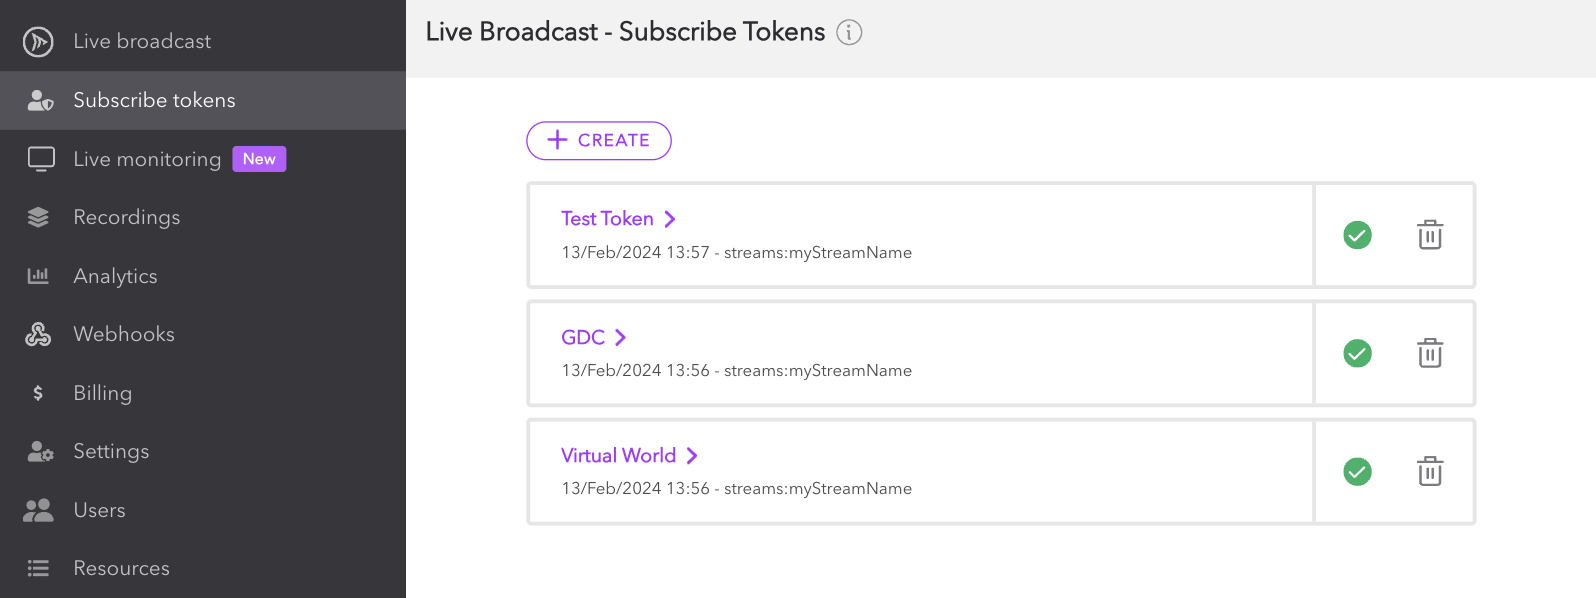 Live broadcast
Subscribe tokens
Live monitoring New
Recordings
Analytics
Webhooks
$ Billing
Settings
Users
Resources
Live Broadcast - Subscribe Tokens i
+ CREATE
Test Token >
13/Feb/2024 13:57 - streams:myStreamName
GDC >
13/Feb/2024 13:56 - streams:myStreamName
Virtual World >
13/Feb/2024 13:56 - streams:myStreamName